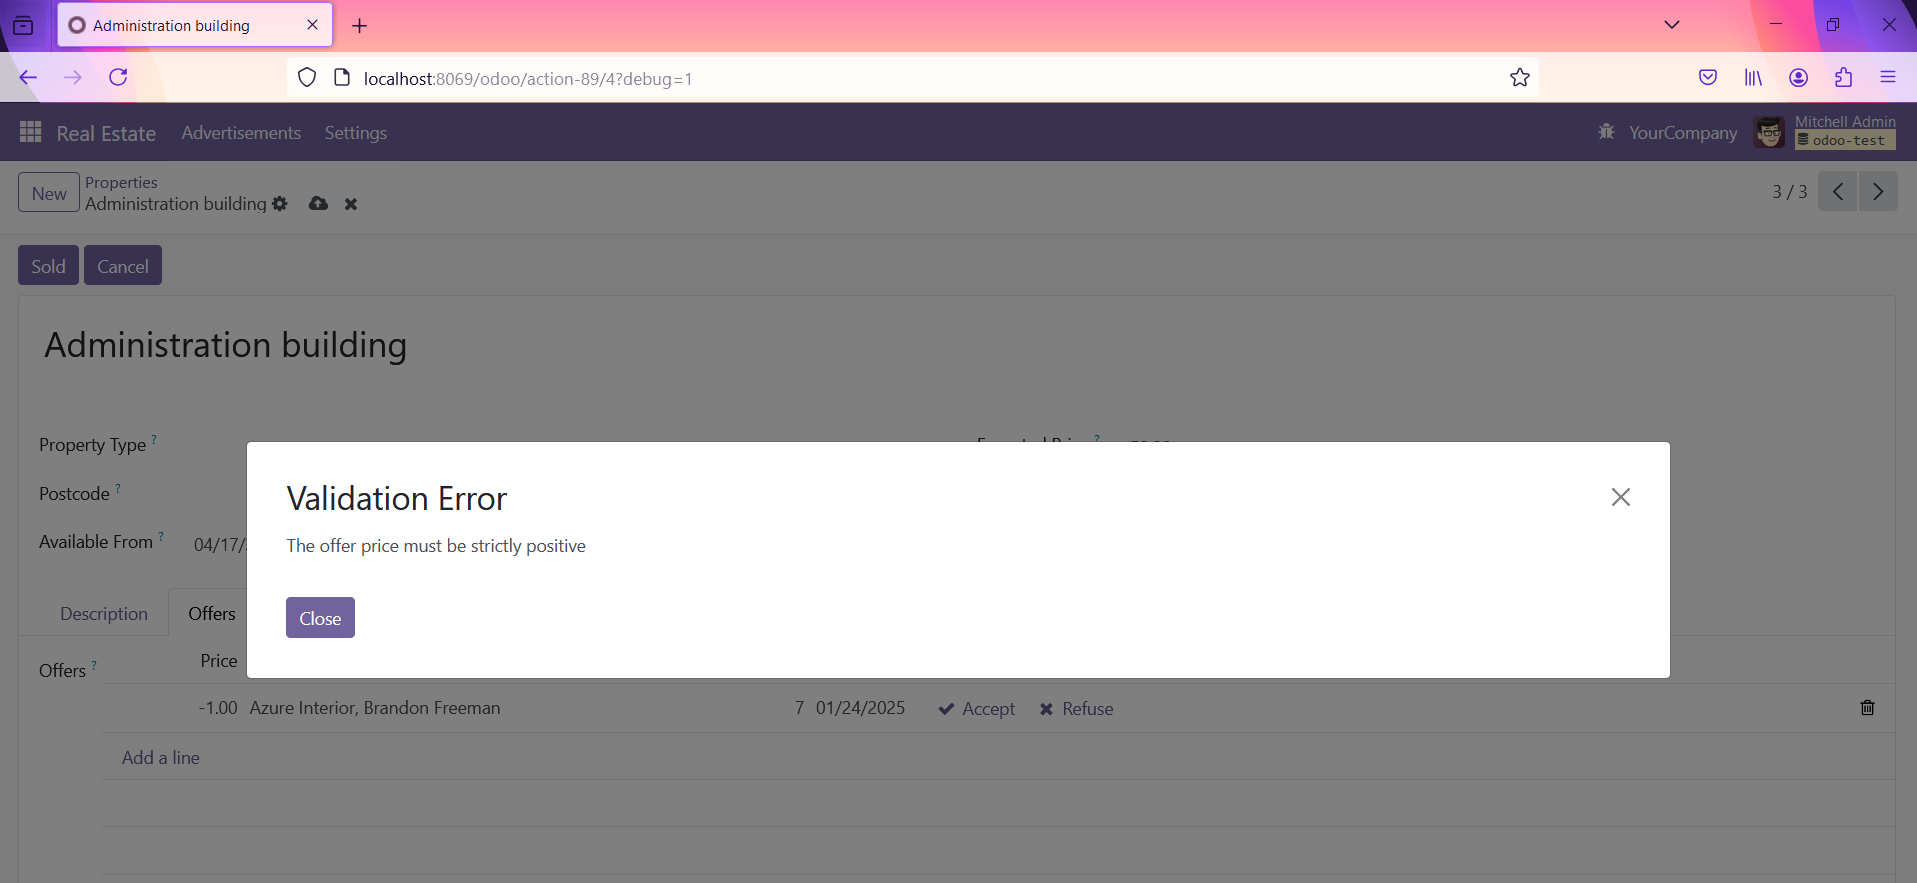 Administration building
localhost:8069/odoo/action-89/4?debug=1
Real Estate Advertisements Settings YourCompany Mitchell Admin
odoo-test
New Properties
Administration building 3 / 3
Sold Cancel
Administration building
Property Type ?
Postcode ?
Available From ? 04/17/
Validation Error
The offer price must be strictly positive
Close
Description Offers
Offers ? Price
-1.00 Azure Interior, Brandon Freeman 7 01/24/2025 Accept Refuse
Add a line